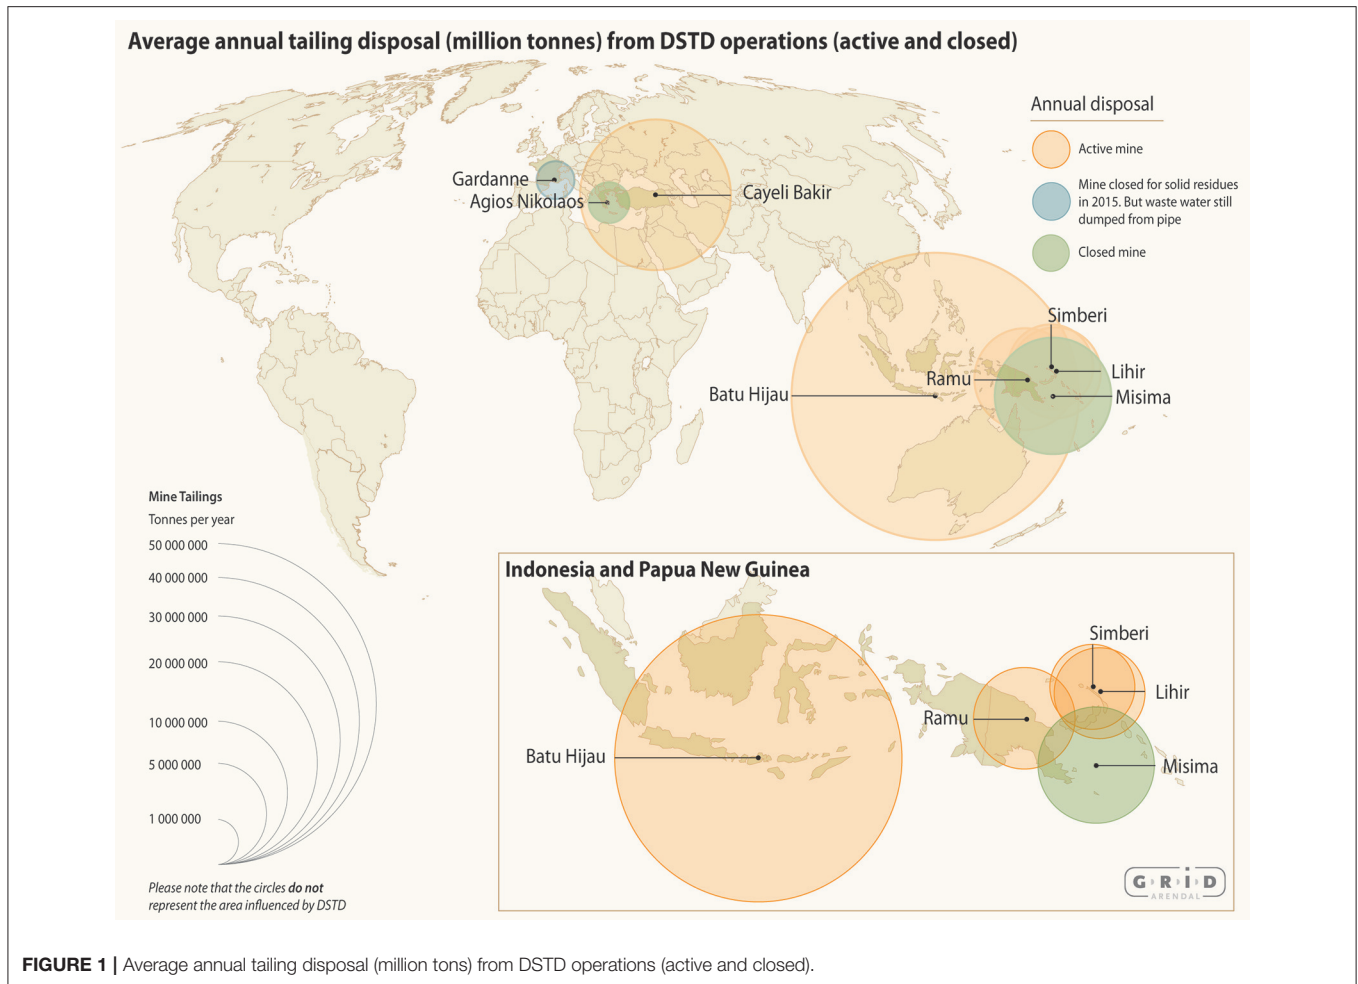 Average annual tailing disposal (million tonnes) from DSTD operations (active and closed)
Annual disposal
Active mine
Mine closed for solid residues
in 2015. But waste water still
dumped from pipe
Closed mine
Gardanne
Agios Nikolaos
Cayeli Bakir
Simberi
Ramu
Lihir
Batu Hijau
Misima
Mine Tailings
Tonnes per year
50 000 000
40 000 000
30 000 000
20 000 000
10 000 000
5 000 000
1 000 000
Please note that the circles do not
represent the area influenced by DSTD
Indonesia and Papua New Guinea
Simberi
Lihir
Ramu
Batu Hijau
Misima
GRiD
ARENDAL
FIGURE 1 | Average annual tailing disposal (million tons) from DSTD operations (active and closed).